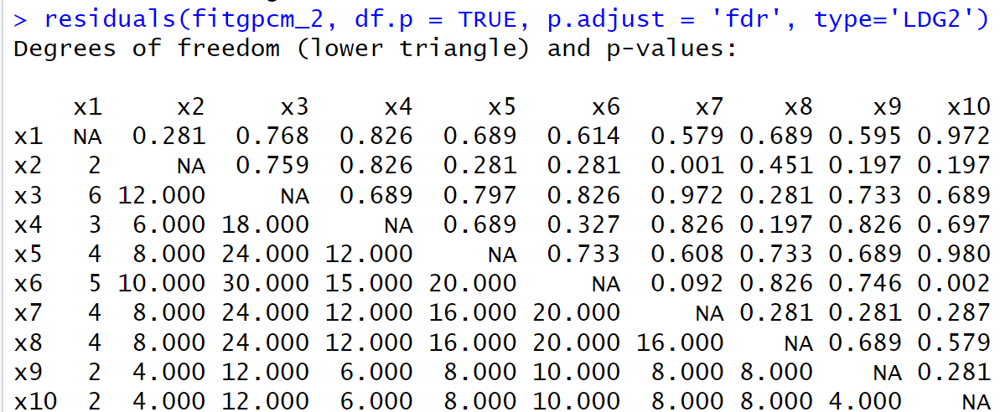 > residuals(fitgpcm_2, df.p = TRUE, p.adjust = 'fdr', type='LDG2')
Degrees of freedom (lower triangle) and p-values:
x1 x2 x3 x4 x5 x6 x7 x8 x9 x10
x1 NA 0.281 0.768 0.826 0.689 0.614 0.579 0.689 0.595 0.972
x2 2 NA 0.759 0.826 0.281 0.281 0.001 0.451 0.197 0.197
x3 6 12.000 NA 0.689 0.797 0.826 0.972 0.281 0.733 0.689
x4 3 6.000 18.000 NA 0.689 0.327 0.826 0.197 0.826 0.697
x5 4 8.000 24.000 12.000 NA 0.733 0.608 0.733 0.689 0.980
x6 5 10.000 30.000 15.000 20.000 NA 0.092 0.826 0.746 0.002
x7 4 8.000 24.000 12.000 16.000 20.000 NA 0.281 0.281 0.287
x8 4 8.000 24.000 12.000 16.000 20.000 16.000 NA 0.689 0.579
x9 2 4.000 12.000 6.000 8.000 10.000 8.000 8.000 NA 0.281
x10 2 4.000 12.000 6.000 8.000 10.000 8.000 8.000 4.000 NA